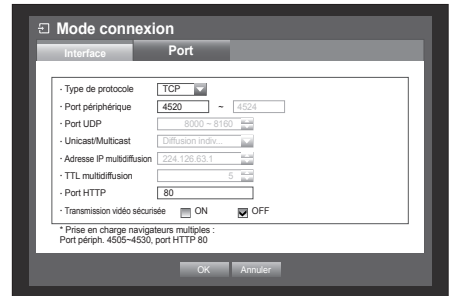 Mode connexion
Interface Port
- Type de protocole TCP
- Port périphérique 4520 ~ 4524
- Port UDP 8000 ~ 8160
- Unicast/Multicast Diffusion indiv...
- Adresse IP multidiffusion 224.126.63.1
- TTL multidiffusion 5
- Port HTTP 80
- Transmission vidéo sécurisée ON OFF
* Prise en charge navigateurs multiples :
Port périph. 4505~4530, port HTTP 80
OK Annuler